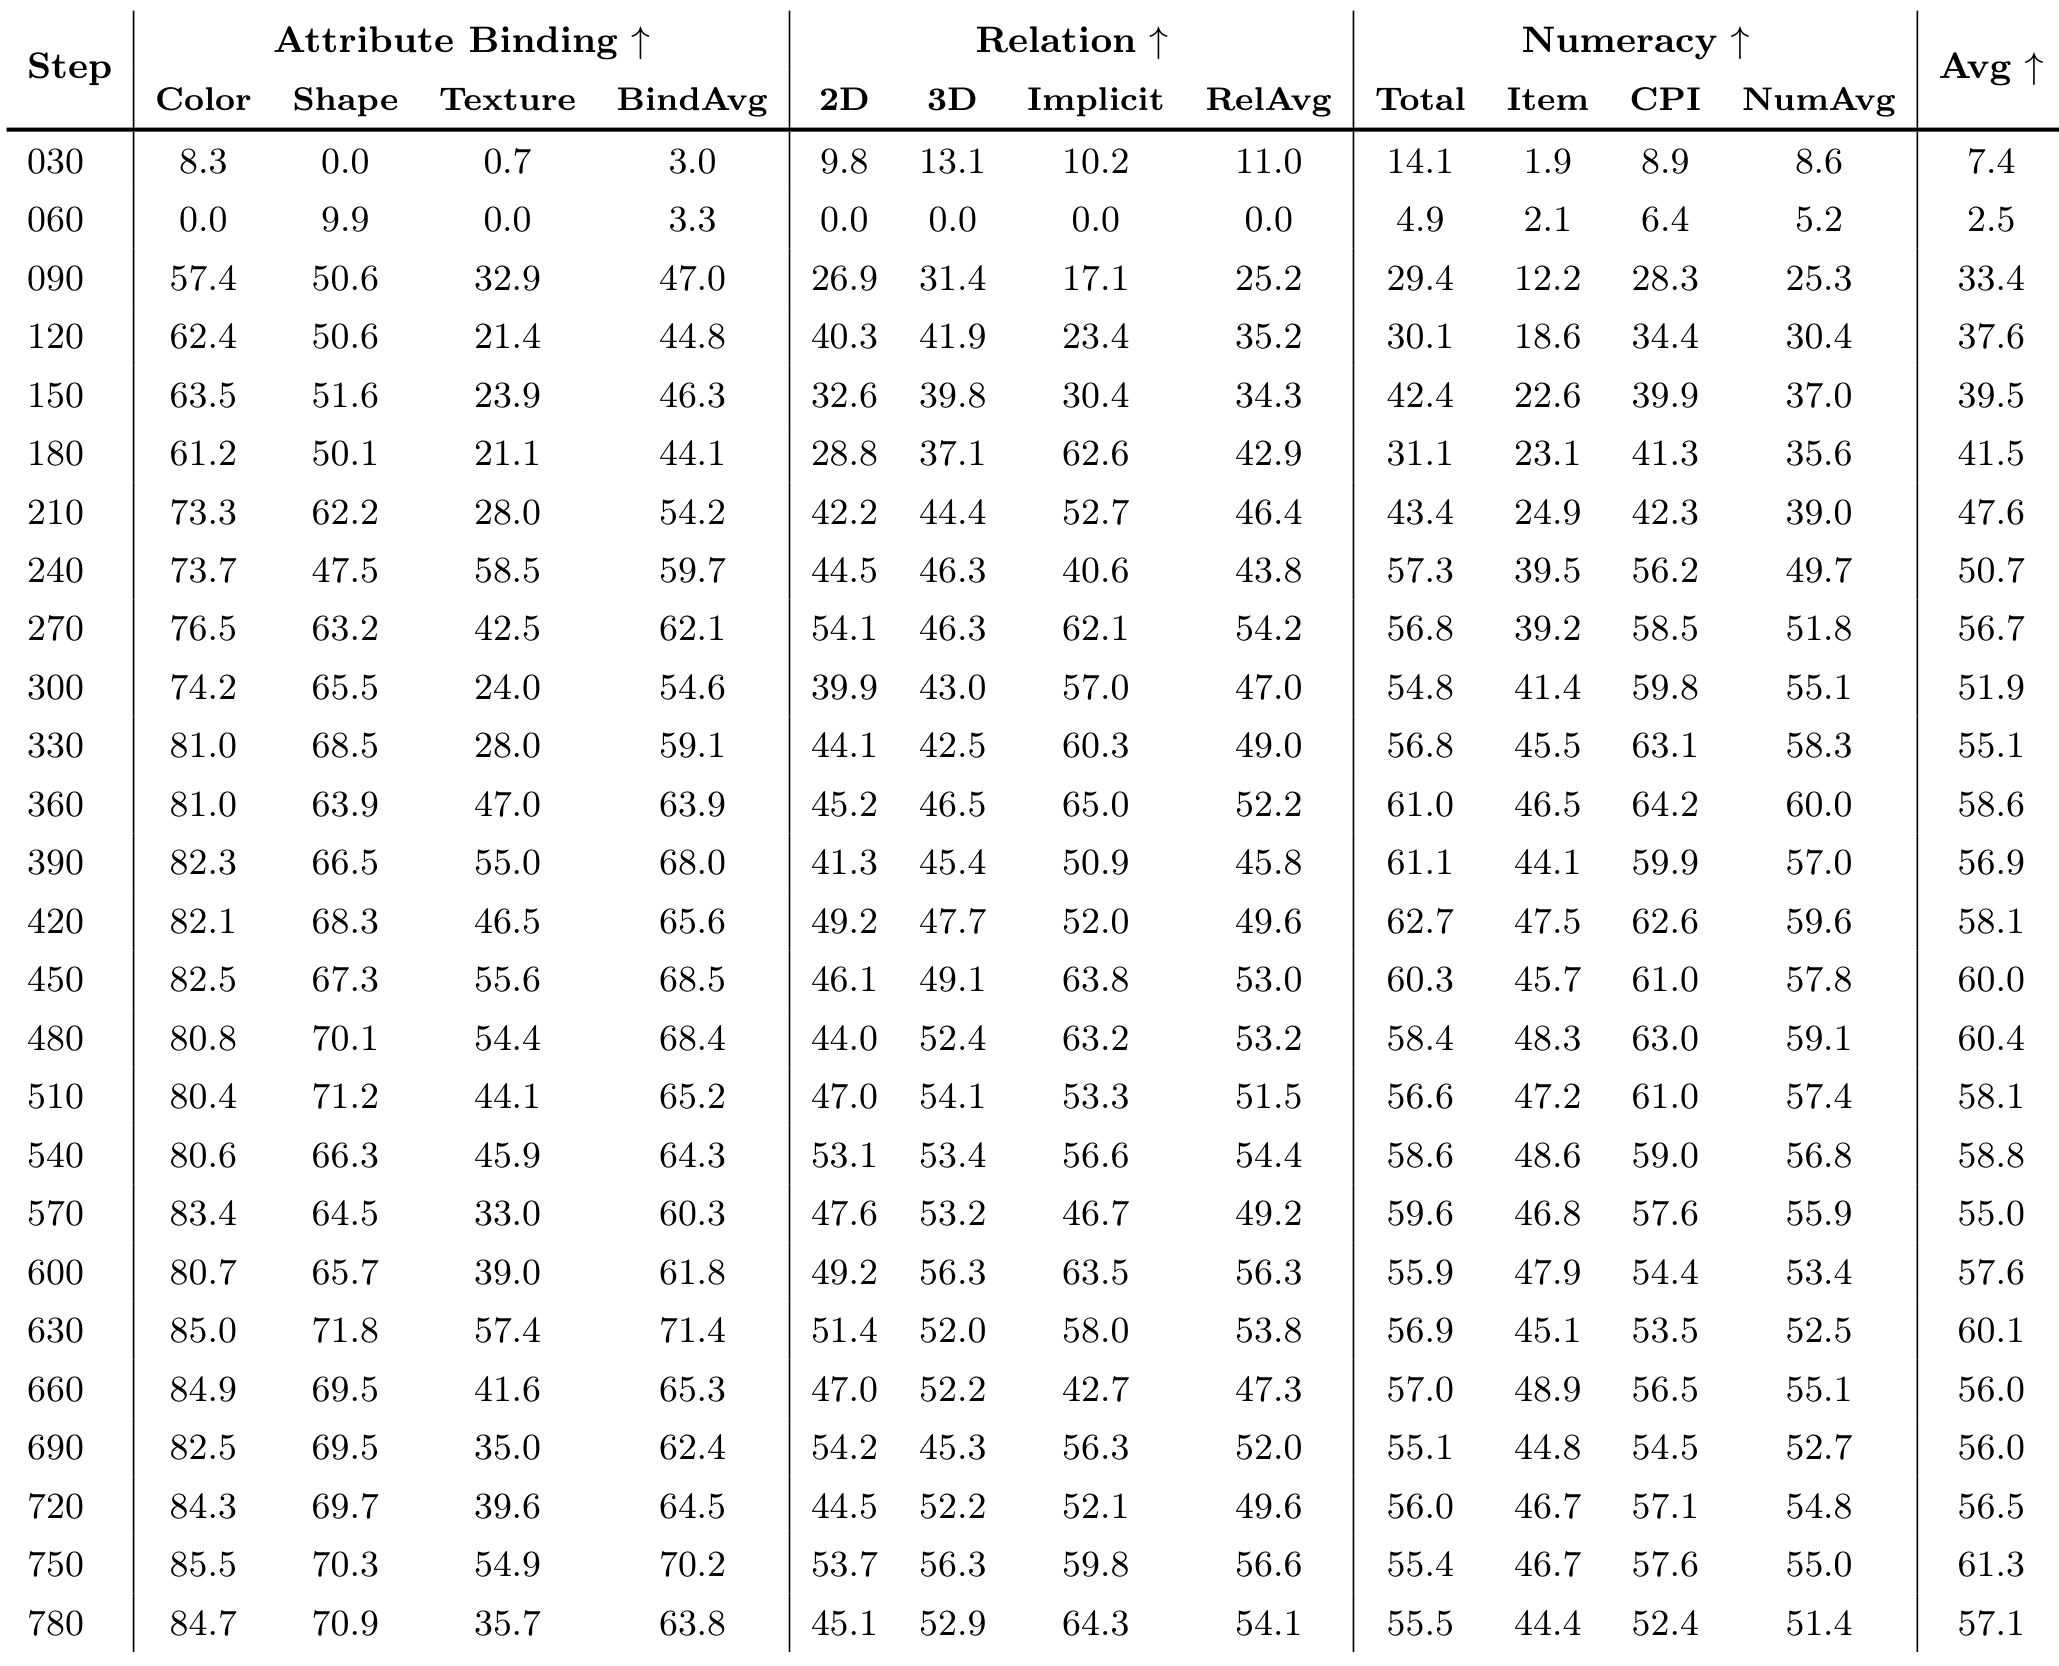 Step Attribute Binding ↑ Relation ↑ Numeracy ↑ Avg ↑
Color Shape Texture BindAvg 2D 3D Implicit RelAvg Total Item CPI NumAvg
030 8.3 0.0 0.7 3.0 9.8 13.1 10.2 11.0 14.1 1.9 8.9 8.6 7.4
060 0.0 9.9 0.0 3.3 0.0 0.0 0.0 0.0 4.9 2.1 6.4 5.2 2.5
090 57.4 50.6 32.9 47.0 26.9 31.4 17.1 25.2 29.4 12.2 28.3 25.3 33.4
120 62.4 50.6 21.4 44.8 40.3 41.9 23.4 35.2 30.1 18.6 34.4 30.4 37.6
150 63.5 51.6 23.9 46.3 32.6 39.8 30.4 34.3 42.4 22.6 39.9 37.0 39.5
180 61.2 50.1 21.1 44.1 28.8 37.1 62.6 42.9 31.1 23.1 41.3 35.6 41.5
210 73.3 62.2 28.0 54.2 42.2 44.4 52.7 46.4 43.4 24.9 42.3 39.0 47.6
240 73.7 47.5 58.5 59.7 44.5 46.3 40.6 43.8 57.3 39.5 56.2 49.7 50.7
270 76.5 63.2 42.5 62.1 54.1 46.3 62.1 54.2 56.8 39.2 58.5 51.8 56.7
300 74.2 65.5 24.0 54.6 39.9 43.0 57.0 47.0 54.8 41.4 59.8 55.1 51.9
330 81.0 68.5 28.0 59.1 44.1 42.5 60.3 49.0 56.8 45.5 63.1 58.3 55.1
360 81.0 63.9 47.0 63.9 45.2 46.5 65.0 52.2 61.0 46.5 64.2 60.0 58.6
390 82.3 66.5 55.0 68.0 41.3 45.4 50.9 45.8 61.1 44.1 59.9 57.0 56.9
420 82.1 68.3 46.5 65.6 49.2 47.7 52.0 49.6 62.7 47.5 62.6 59.6 58.1
450 82.5 67.3 55.6 68.5 46.1 49.1 63.8 53.0 60.3 45.7 61.0 57.8 60.0
480 80.8 70.1 54.4 68.4 44.0 52.4 63.2 53.2 58.4 48.3 63.0 59.1 60.4
510 80.4 71.2 44.1 65.2 47.0 54.1 53.3 51.5 56.6 47.2 61.0 57.4 58.1
540 80.6 66.3 45.9 64.3 53.1 53.4 56.6 54.4 58.6 48.6 59.0 56.8 58.8
570 83.4 64.5 33.0 60.3 47.6 53.2 46.7 49.2 59.6 46.8 57.6 55.9 55.0
600 80.7 65.7 39.0 61.8 49.2 56.3 63.5 56.3 55.9 47.9 54.4 53.4 57.6
630 85.0 71.8 57.4 71.4 51.4 52.0 58.0 53.8 56.9 45.1 53.5 52.5 60.1
660 84.9 69.5 41.6 65.3 47.0 52.2 42.7 47.3 57.0 48.9 56.5 55.1 56.0
690 82.5 69.5 35.0 62.4 54.2 45.3 56.3 52.0 55.1 44.8 54.5 52.7 56.0
720 84.3 69.7 39.6 64.5 44.5 52.2 52.1 49.6 56.0 46.7 57.1 54.8 56.5
750 85.5 70.3 54.9 70.2 53.7 56.3 59.8 56.6 55.4 46.7 57.6 55.0 61.3
780 84.7 70.9 35.7 63.8 45.1 52.9 64.3 54.1 55.5 44.4 52.4 51.4 57.1